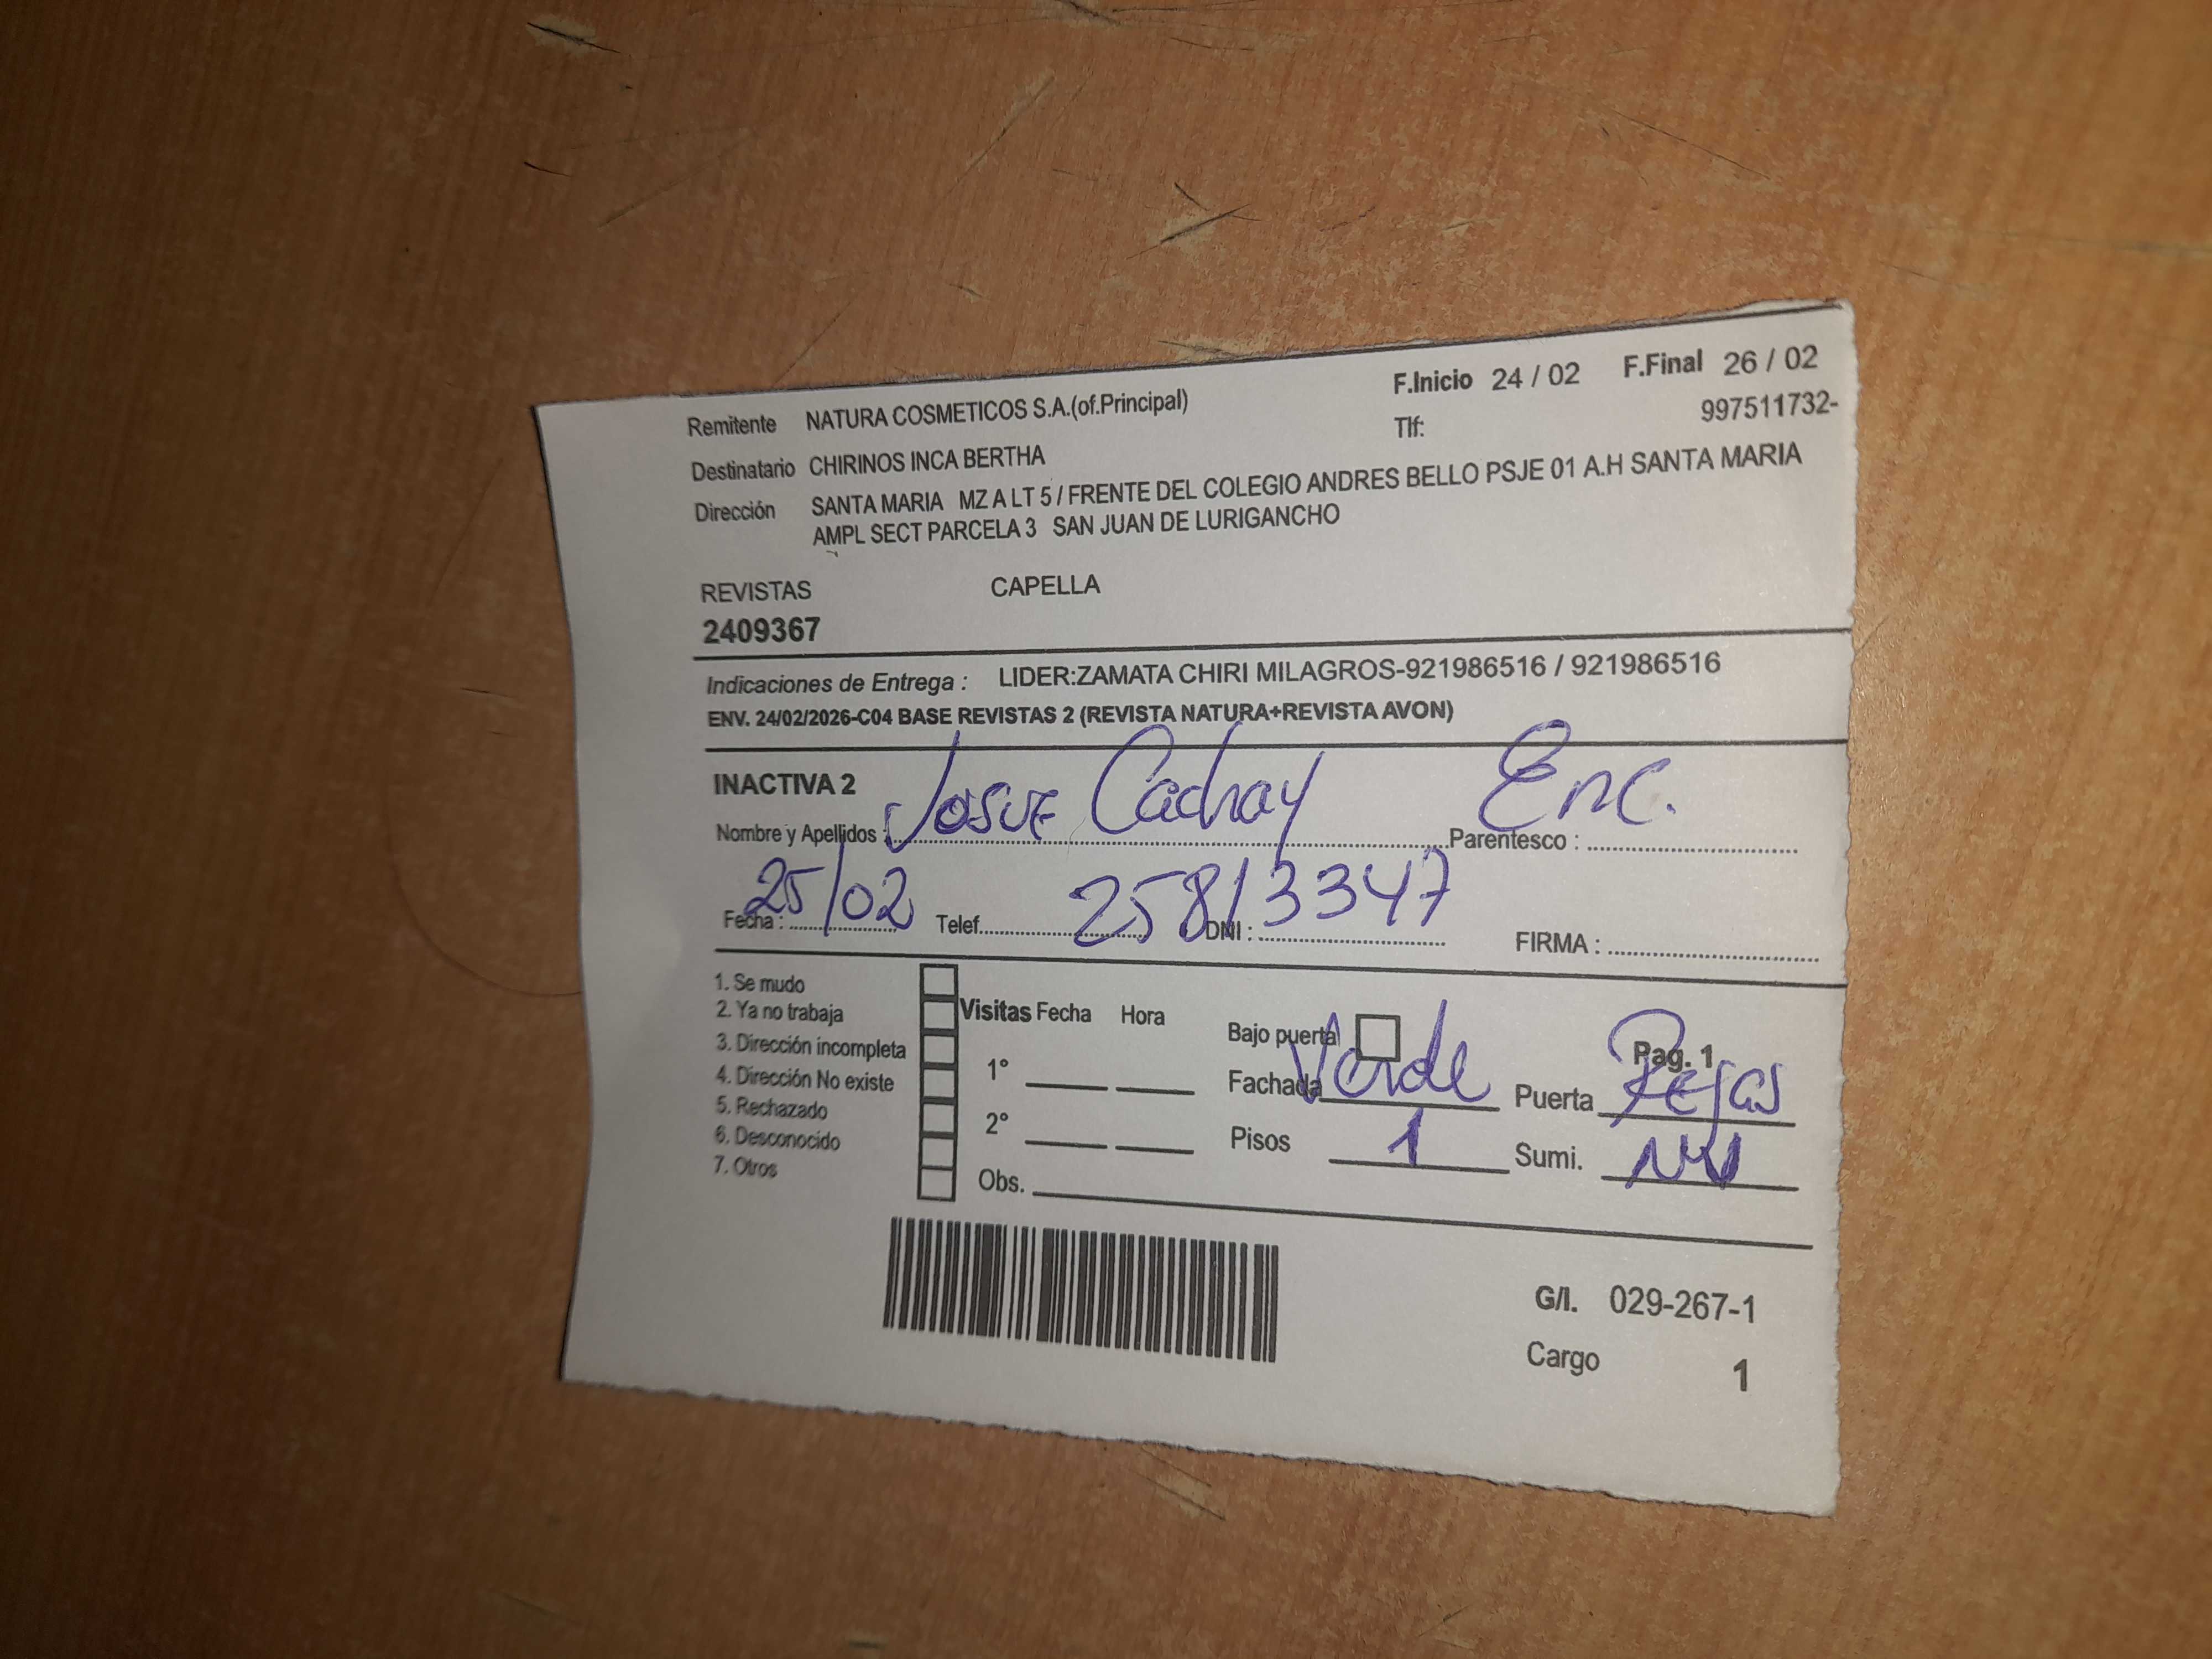 Remitente NATURA COSMETICOS S.A.(of.Principal) F.Inicio 24 / 02 F.Final 26 / 02
Tlf: 997511732-
Destinatario CHIRINOS INCA BERTHA
Dirección SANTA MARIA MZ A LT 5 / FRENTE DEL COLEGIO ANDRES BELLO PSJE 01 A.H SANTA MARIA
AMPL SECT PARCELA 3 SAN JUAN DE LURIGANCHO
REVISTAS CAPELLA
2409367
Indicaciones de Entrega : LIDER:ZAMATA CHIRI MILAGROS-921986516 / 921986516
ENV. 24/02/2026-C04 BASE REVISTAS 2 (REVISTA NATURA+REVISTA AVON)
INACTIVA 2
Nombre y Apellidos : Josue Cachay Parentesco : Enc.
Fecha : 25/02 Telef. DNI : 25813347 FIRMA :
1. Se mudo
2. Ya no trabaja
3. Dirección incompleta
4. Dirección No existe
5. Rechazado
6. Desconocido
7. Otros
Visitas Fecha Hora
1°
2°
Obs.
Bajo puerta Pag. 1
Fachada Verde Puerta Rejas
Pisos 1 Sumi.
G/I. 029-267-1
Cargo 1